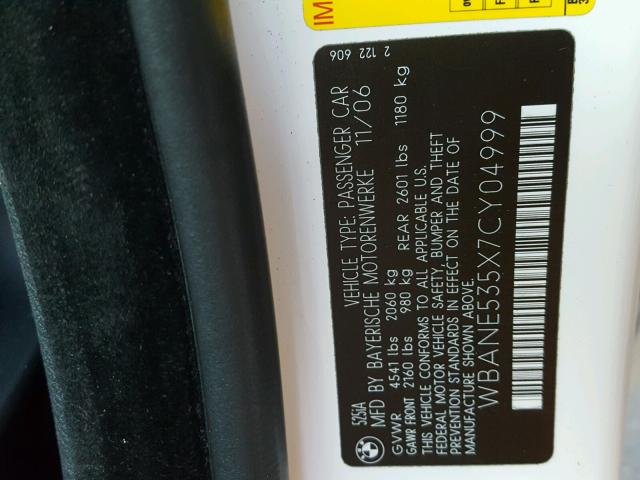 525iA
VEHICLE TYPE: PASSENGER CAR
MFD BY BAYERISCHE MOTORENWERKE 11/06
GVWR 4541 lbs 2060 kg
GAWR FRONT 2160 lbs 980 kg REAR 2601 lbs 1180 kg
THIS VEHICLE CONFORMS TO ALL APPLICABLE U.S.
FEDERAL MOTOR VEHICLE SAFETY, BUMPER AND THEFT
PREVENTION STANDARDS IN EFFECT ON THE DATE OF
MANUFACTURE SHOWN ABOVE.
WBANE535X7CY04999
2 122 606
IM